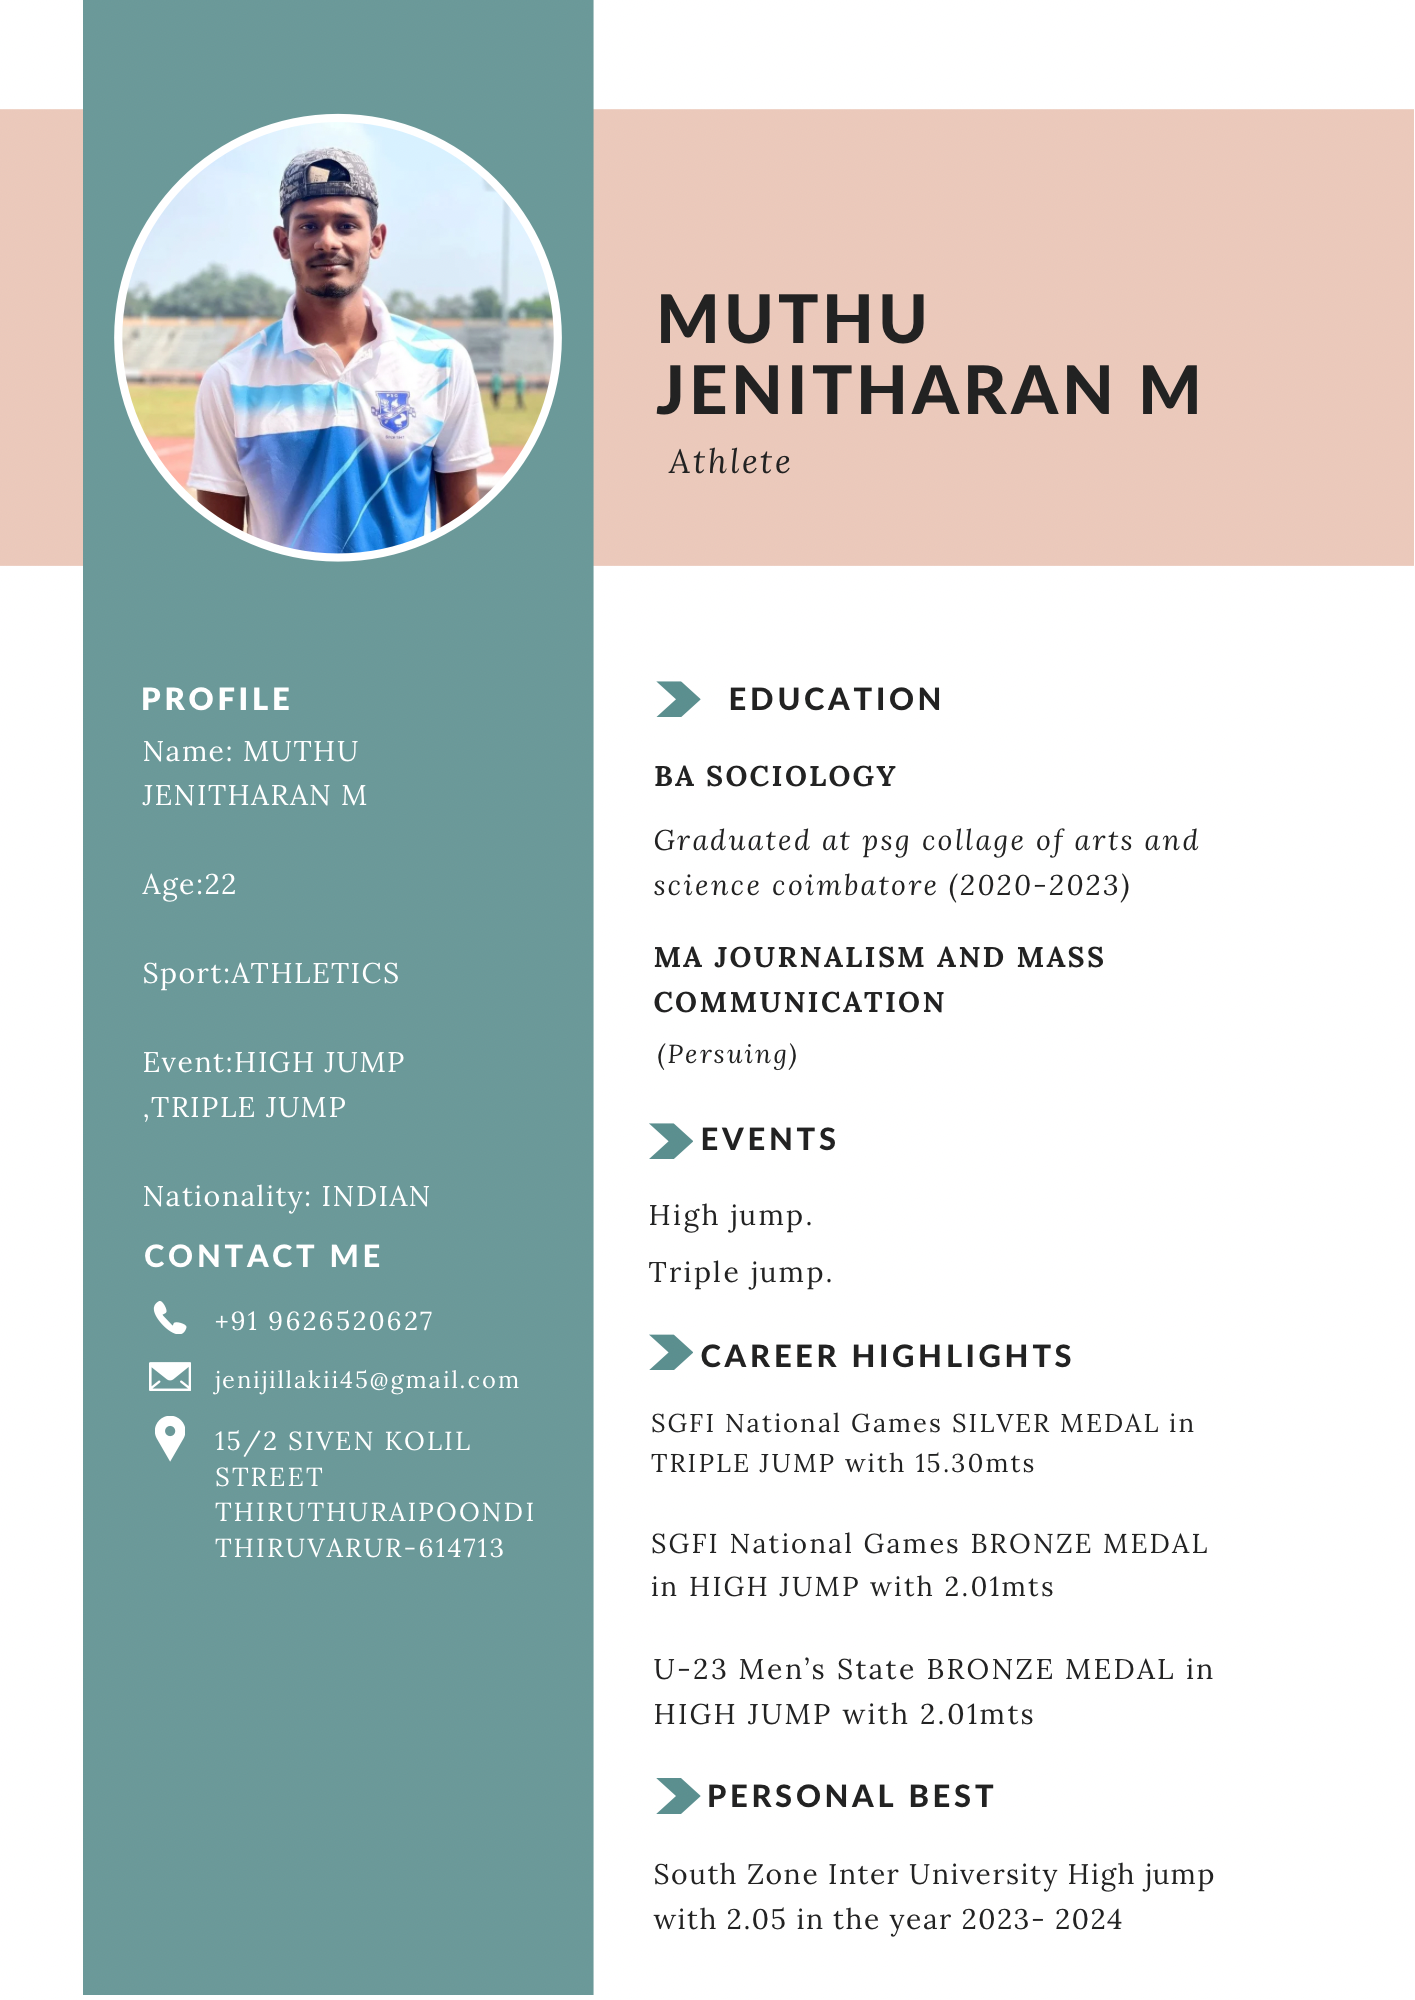 MUTHU
JENITHARAN M
Athlete
PROFILE
Name: MUTHU
JENITHARAN M
Age:22
Sport:ATHLETICS
Event:HIGH JUMP
,TRIPLE JUMP
Nationality: INDIAN
CONTACT ME
+91 9626520627
jenijillakii45@gmail.com
15/2 SIVEN KOLIL
STREET
THIRUTHURAIPOONDI
THIRUVARUR-614713
EDUCATION
BA SOCIOLOGY
Graduated at psg collage of arts and
science coimbatore (2020-2023)
MA JOURNALISM AND MASS
COMMUNICATION
(Persuing)
EVENTS
High jump.
Triple jump.
CAREER HIGHLIGHTS
SGFI National Games SILVER MEDAL in
TRIPLE JUMP with 15.30mts
SGFI National Games BRONZE MEDAL
in HIGH JUMP with 2.01mts
U-23 Men’s State BRONZE MEDAL in
HIGH JUMP with 2.01mts
PERSONAL BEST
South Zone Inter University High jump
with 2.05 in the year 2023- 2024
PSG